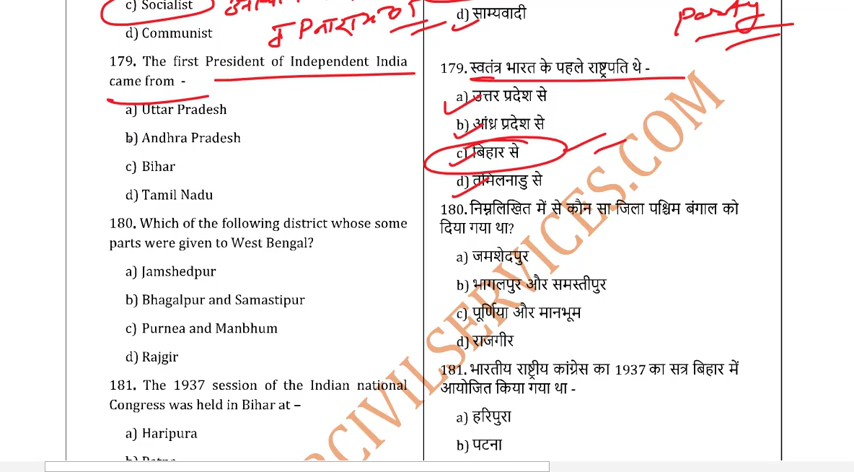 c) Socialist
d) Communist
179. The first President of Independent India
came from -
a) Uttar Pradesh
b) Andhra Pradesh
c) Bihar
d) Tamil Nadu
180. Which of the following district whose some
parts were given to West Bengal?
a) Jamshedpur
b) Bhagalpur and Samastipur
c) Purnea and Manbhum
d) Rajgir
181. The 1937 session of the Indian national
Congress was held in Bihar at –
a) Haripura
d) साम्यवादी
Party
179. स्वतंत्र भारत के पहले राष्ट्रपति थे -
a) उत्तर प्रदेश से
b) आंध्र प्रदेश से
c) बिहार से
d) तमिलनाडु से
180. निम्नलिखित में से कौन सा जिला पश्चिम बंगाल को
दिया गया था?
a) जमशेदपुर
b) भागलपुर और समस्तीपुर
c) पूर्णिया और मानभूम
d) राजगीर
181. भारतीय राष्ट्रीय कांग्रेस का 1937 का सत्र बिहार में
आयोजित किया गया था -
a) हरिपुरा
b) पटना
RCIVILSERVICES.COM